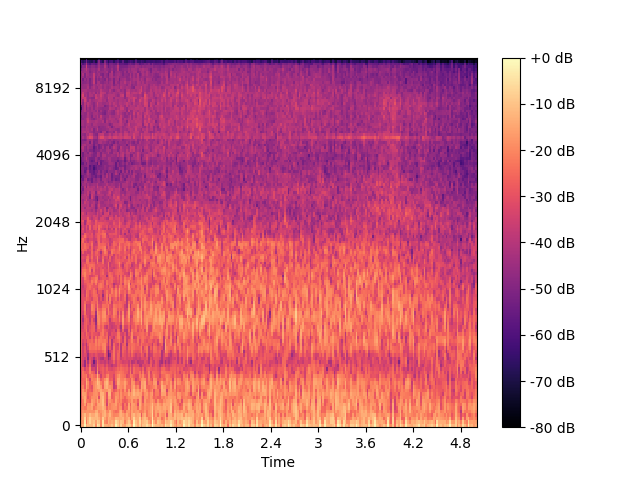 8192
4096
2048
1024
512
0
Hz
0 0.6 1.2 1.8 2.4 3 3.6 4.2 4.8
Time
+0 dB
-10 dB
-20 dB
-30 dB
-40 dB
-50 dB
-60 dB
-70 dB
-80 dB